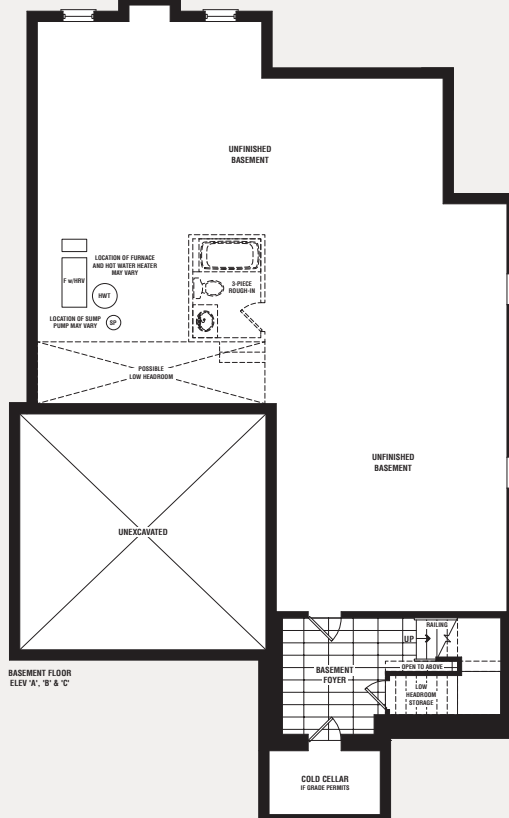 UNFINISHED
BASEMENT
LOCATION OF FURNACE
AND HOT WATER HEATER
MAY VARY
F w/HRV
HWT
3-PIECE
ROUGH-IN
LOCATION OF SUMP
PUMP MAY VARY
SP
POSSIBLE
LOW HEADROOM
UNFINISHED
BASEMENT
UNEXCAVATED
RAILING
UP
OPEN TO ABOVE
BASEMENT
FOYER
LOW
HEADROOM
STORAGE
BASEMENT FLOOR
ELEV 'A', 'B' & 'C'
COLD CELLAR
IF GRADE PERMITS